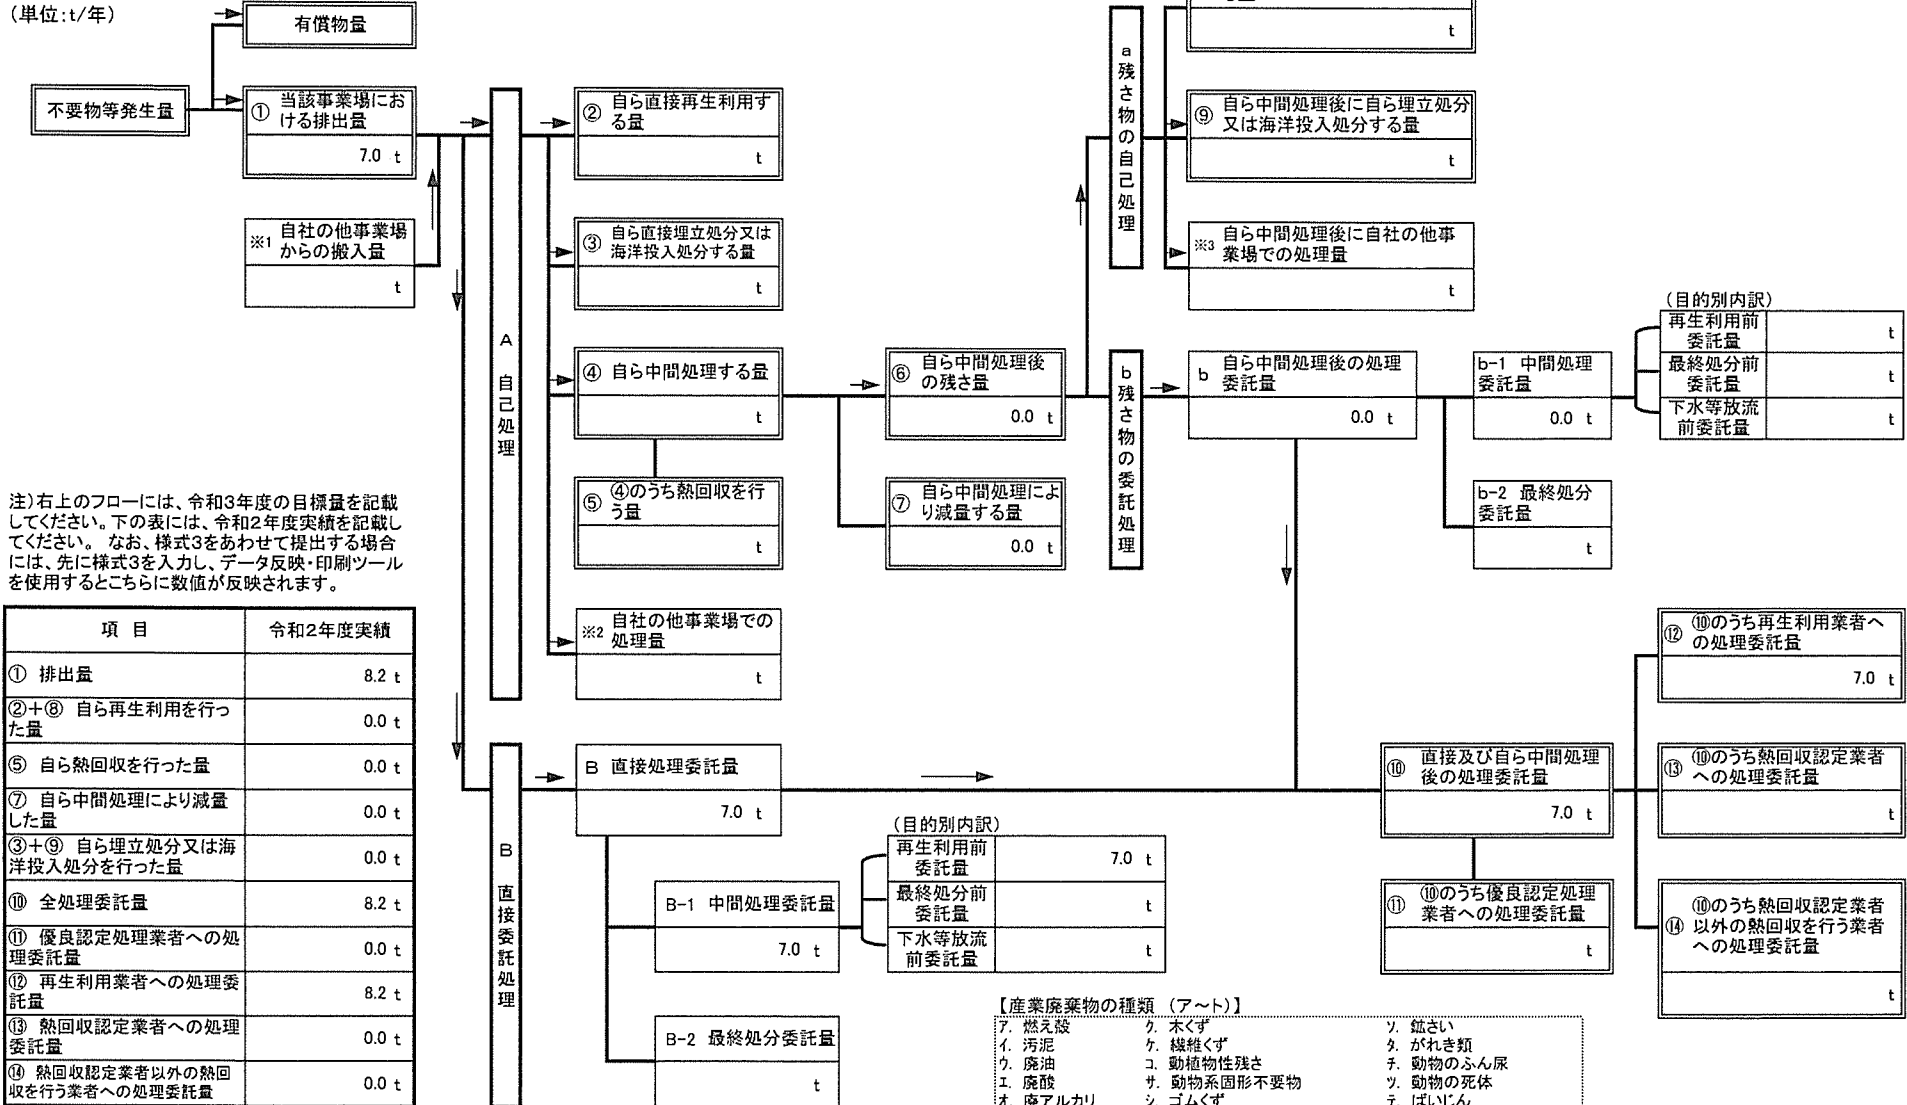 (単位:t/年)
有償物量
不要物等発生量
① 当該事業場にお
ける排出量
7.0 t
※1 自社の他事業場
からの搬入量
t
A 自己処理
② 自ら直接再生利用す
る量
t
③ 自ら直接埋立処分又は
海洋投入処分する量
t
④ 自ら中間処理する量
t
⑤ ④のうち熱回収を行
う量
t
※2 自社の他事業場での
処理量
t
⑥ 自ら中間処理後
の残さ量
0.0 t
⑦ 自ら中間処理によ
り減量する量
0.0 t
a 残さ物の自己処理
t
⑨ 自ら中間処理後に自ら埋立処分
又は海洋投入処分する量
t
※3 自ら中間処理後に自社の他事
業場での処理量
t
b 残さ物の委託処理
b 自ら中間処理後の処理
委託量
0.0 t
b-1 中間処理
委託量
0.0 t
(目的別内訳)
再生利用前
委託量
t
最終処分前
委託量
t
下水等放流
前委託量
t
b-2 最終処分
委託量
t
注)右上のフローには、令和3年度の目標量を記載
してください。下の表には、令和2年度実績を記載し
てください。 なお、様式3をあわせて提出する場合
には、先に様式3を入力し、データ反映・印刷ツール
を使用するとこちらに数値が反映されます。
項 目 令和2年度実績
① 排出量 8.2 t
②+⑧ 自ら再生利用を行っ
た量 0.0 t
⑤ 自ら熱回収を行った量 0.0 t
⑦ 自ら中間処理により減量
した量 0.0 t
③+⑨ 自ら埋立処分又は海
洋投入処分を行った量 0.0 t
⑩ 全処理委託量 8.2 t
⑪ 優良認定処理業者への処
理委託量 0.0 t
⑫ 再生利用業者への処理委
託量 8.2 t
⑬ 熱回収認定業者への処理
委託量 0.0 t
⑭ 熱回収認定業者以外の熱回
収を行う業者への処理委託量 0.0 t
B 直接委託処理
B 直接処理委託量
7.0 t
B-1 中間処理委託量
7.0 t
(目的別内訳)
再生利用前
委託量
7.0 t
最終処分前
委託量
t
下水等放流
前委託量
t
B-2 最終処分委託量
t
⑩ 直接及び自ら中間処理
後の処理委託量
7.0 t
⑪ ⑩のうち優良認定処理
業者への処理委託量
t
⑫ ⑩のうち再生利用業者へ
の処理委託量
7.0 t
⑬ ⑩のうち熱回収認定業者
への処理委託量
t
⑭ ⑩のうち熱回収認定業者
以外の熱回収を行う業者
への処理委託量
t
【産業廃棄物の種類 (ア~ト)】
ア. 燃え殻 ク. 木くず ソ. 鉱さい
イ. 汚泥 ケ. 繊維くず タ. がれき類
ウ. 廃油 コ. 動植物性残さ チ. 動物のふん尿
エ. 廃酸 サ. 動物系固形不要物 ツ. 動物の死体
オ. 廃アルカリ シ. ゴムくず テ. ばいじん